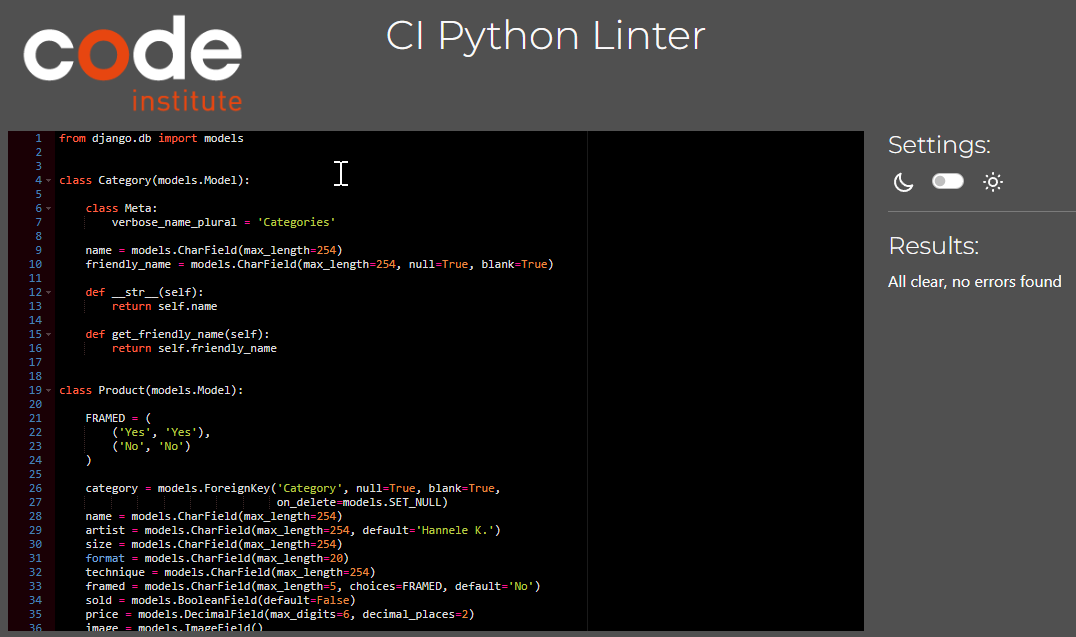 code
institute
CI Python Linter
1 from django.db import models
2
3
4 class Category(models.Model):
5
6     class Meta:
7         verbose_name_plural = 'Categories'
8
9     name = models.CharField(max_length=254)
10     friendly_name = models.CharField(max_length=254, null=True, blank=True)
11
12     def __str__(self):
13         return self.name
14
15     def get_friendly_name(self):
16         return self.friendly_name
17
18
19 class Product(models.Model):
20
21     FRAMED = (
22         ('Yes', 'Yes'),
23         ('No', 'No')
24     )
25
26     category = models.ForeignKey('Category', null=True, blank=True,
27                                  on_delete=models.SET_NULL)
28     name = models.CharField(max_length=254)
29     artist = models.CharField(max_length=254, default='Hannele K.')
30     size = models.CharField(max_length=254)
31     format = models.CharField(max_length=20)
32     technique = models.CharField(max_length=254)
33     framed = models.CharField(max_length=5, choices=FRAMED, default='No')
34     sold = models.BooleanField(default=False)
35     price = models.DecimalField(max_digits=6, decimal_places=2)
36     image = models.ImageField()
Settings:
Results:
All clear, no errors found